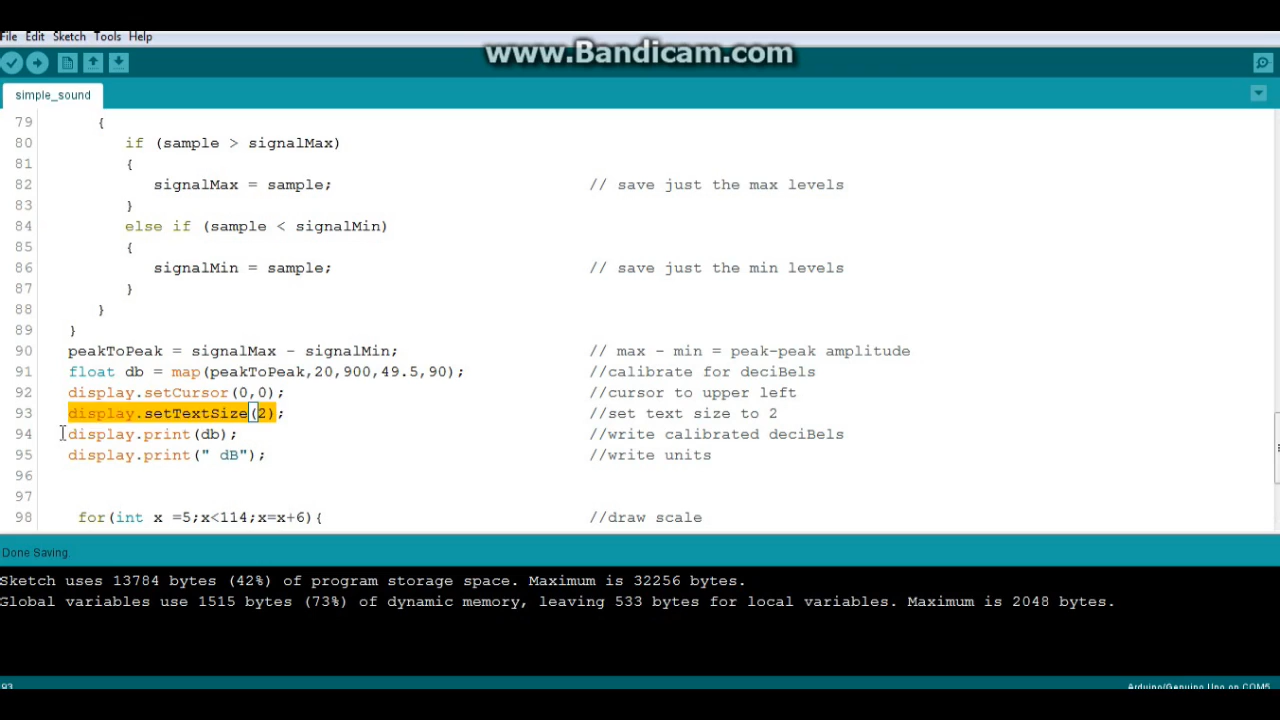 File Edit Sketch Tools Help
www.Bandicam.com
simple_sound
79 {
80 if (sample > signalMax)
81 {
82 signalMax = sample; // save just the max levels
83 }
84 else if (sample < signalMin)
85 {
86 signalMin = sample; // save just the min levels
87 }
88 }
89 }
90 peakToPeak = signalMax - signalMin; // max - min = peak-peak amplitude
91 float db = map(peakToPeak,20,900,49.5,90); //calibrate for deciBels
92 display.setCursor(0,0); //cursor to upper left
93 display.setTextSize(2); //set text size to 2
94 display.print(db); //write calibrated deciBels
95 display.print(" dB"); //write units
96
97
98 for(int x =5;x<114;x=x+6){ //draw scale
Done Saving.
Sketch uses 13784 bytes (42%) of program storage space. Maximum is 32256 bytes.
Global variables use 1515 bytes (73%) of dynamic memory, leaving 533 bytes for local variables. Maximum is 2048 bytes.
93 Arduino/Genuino Uno on COM5